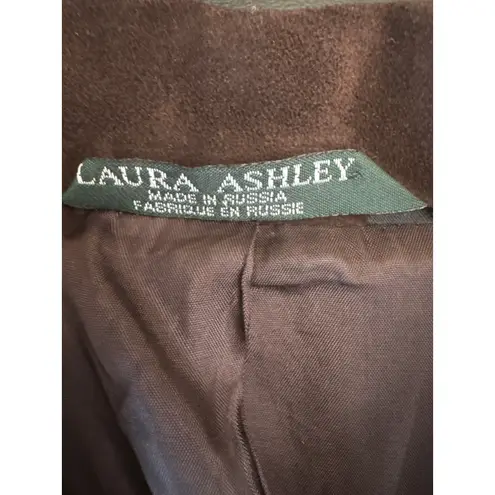 LAURA ASHLEY
MADE IN RUSSIA
FABRIQUE EN RUSSIE